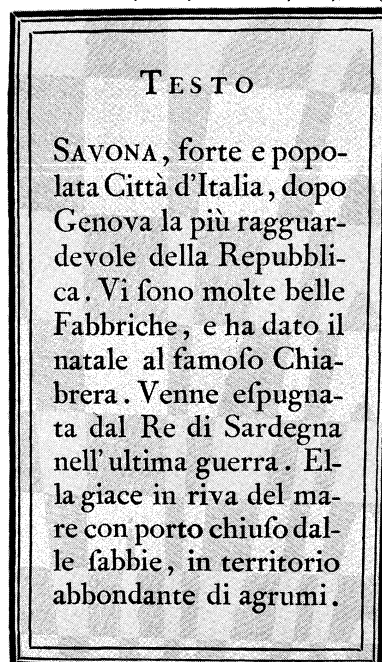 TESTO
SAVONA, forte e popo-
lata Città d'Italia, dopo
Genova la più ragguar-
devole della Repubbli-
ca. Vi ſono molte belle
Fabbriche, e ha dato il
natale al famoſo Chia-
brera. Venne eſpugna-
ta dal Re di Sardegna
nell' ultima guerra. El-
la giace in riva del ma-
re con porto chiuſo dal-
le ſabbie, in territorio
abbondante di agrumi.